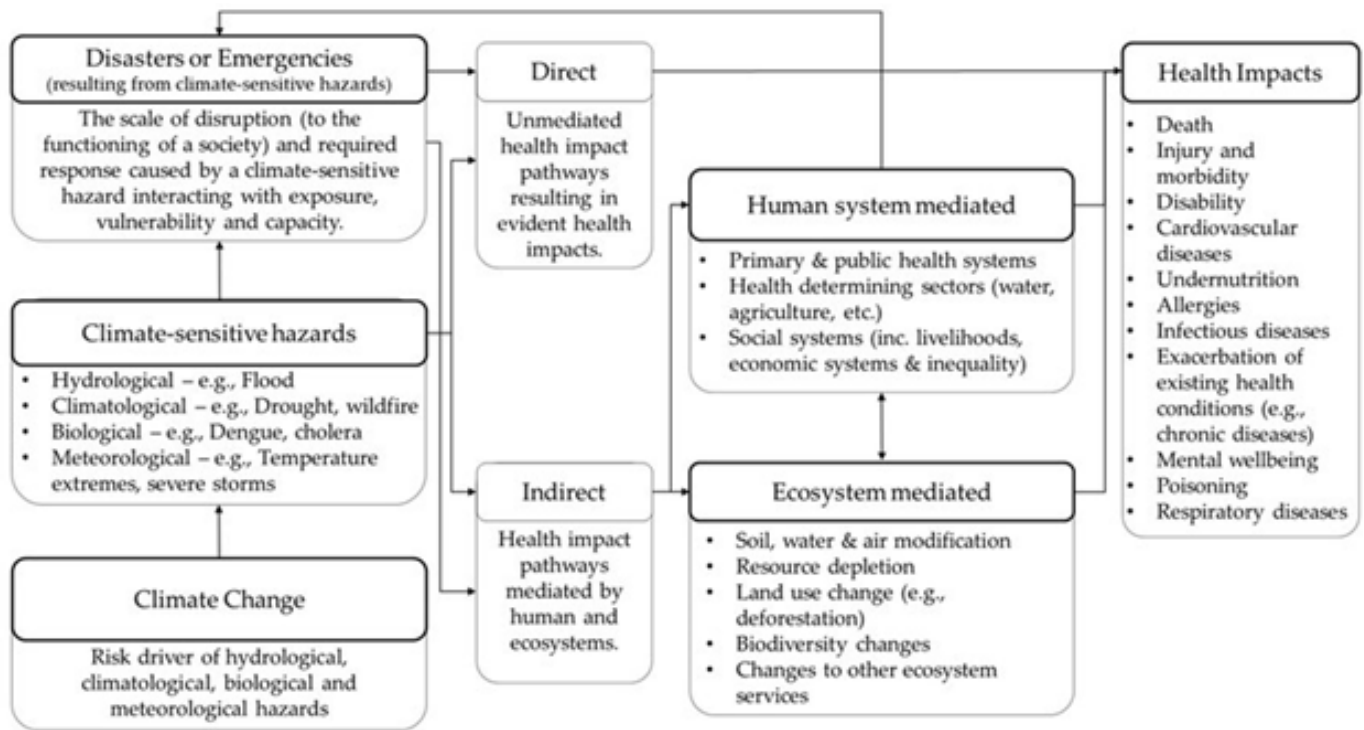 Disasters or Emergencies
(resulting from climate-sensitive hazards)
The scale of disruption (to the
functioning of a society) and required
response caused by a climate-sensitive
hazard interacting with exposure,
vulnerability and capacity.
Climate-sensitive hazards
• Hydrological – e.g., Flood
• Climatological – e.g., Drought, wildfire
• Biological – e.g., Dengue, cholera
• Meteorological – e.g., Temperature
extremes, severe storms
Climate Change
Risk driver of hydrological,
climatological, biological and
meteorological hazards
Direct
Unmediated
health impact
pathways
resulting in
evident health
impacts.
Indirect
Health impact
pathways
mediated by
human and
ecosystems.
Human system mediated
• Primary & public health systems
• Health determining sectors (water,
agriculture, etc.)
• Social systems (inc. livelihoods,
economic systems & inequality)
Ecosystem mediated
• Soil, water & air modification
• Resource depletion
• Land use change (e.g.,
deforestation)
• Biodiversity changes
• Changes to other ecosystem
services
Health Impacts
• Death
• Injury and
morbidity
• Disability
• Cardiovascular
diseases
• Undernutrition
• Allergies
• Infectious diseases
• Exacerbation of
existing health
conditions (e.g.,
chronic diseases)
• Mental wellbeing
• Poisoning
• Respiratory diseases